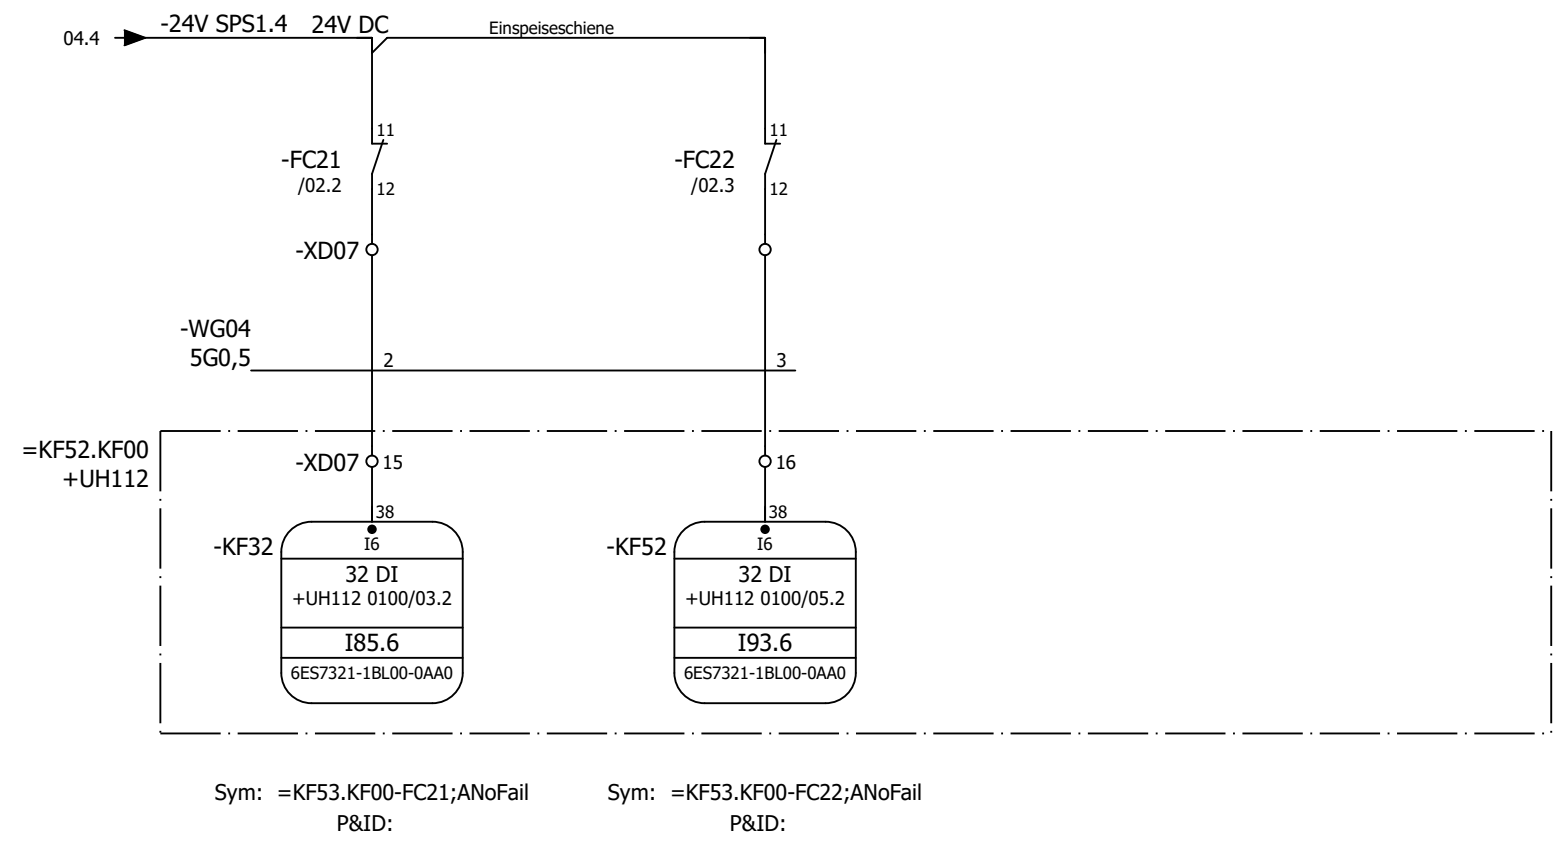 04.4
-24V SPS1.4 24V DC
Einspeiseschiene
11
-FC21
/02.2
12
11
-FC22
/02.3
12
-XD07
-WG04
5G0,5
2
3
=KF52.KF00
+UH112
-XD07 15
16
38
-KF32
I6
32 DI
+UH112 0100/03.2
I85.6
6ES7321-1BL00-0AA0
38
-KF52
I6
32 DI
+UH112 0100/05.2
I93.6
6ES7321-1BL00-0AA0
Sym: =KF53.KF00-FC21;ANoFail
P&ID:
Sym: =KF53.KF00-FC22;ANoFail
P&ID: